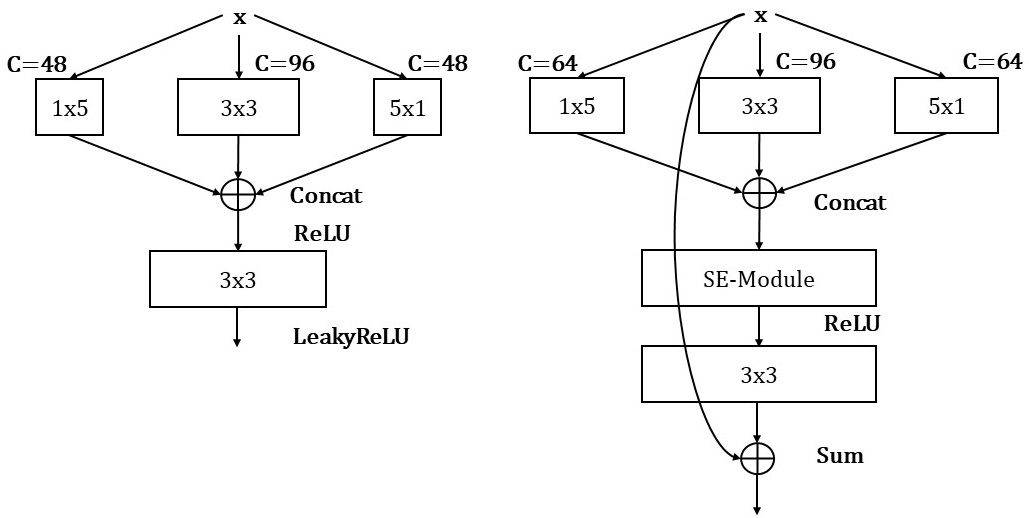 x
C=48
C=96
C=48
1x5
3x3
5x1
Concat
ReLU
3x3
LeakyReLU
x
C=64
C=96
C=64
1x5
3x3
5x1
Concat
SE-Module
ReLU
3x3
Sum